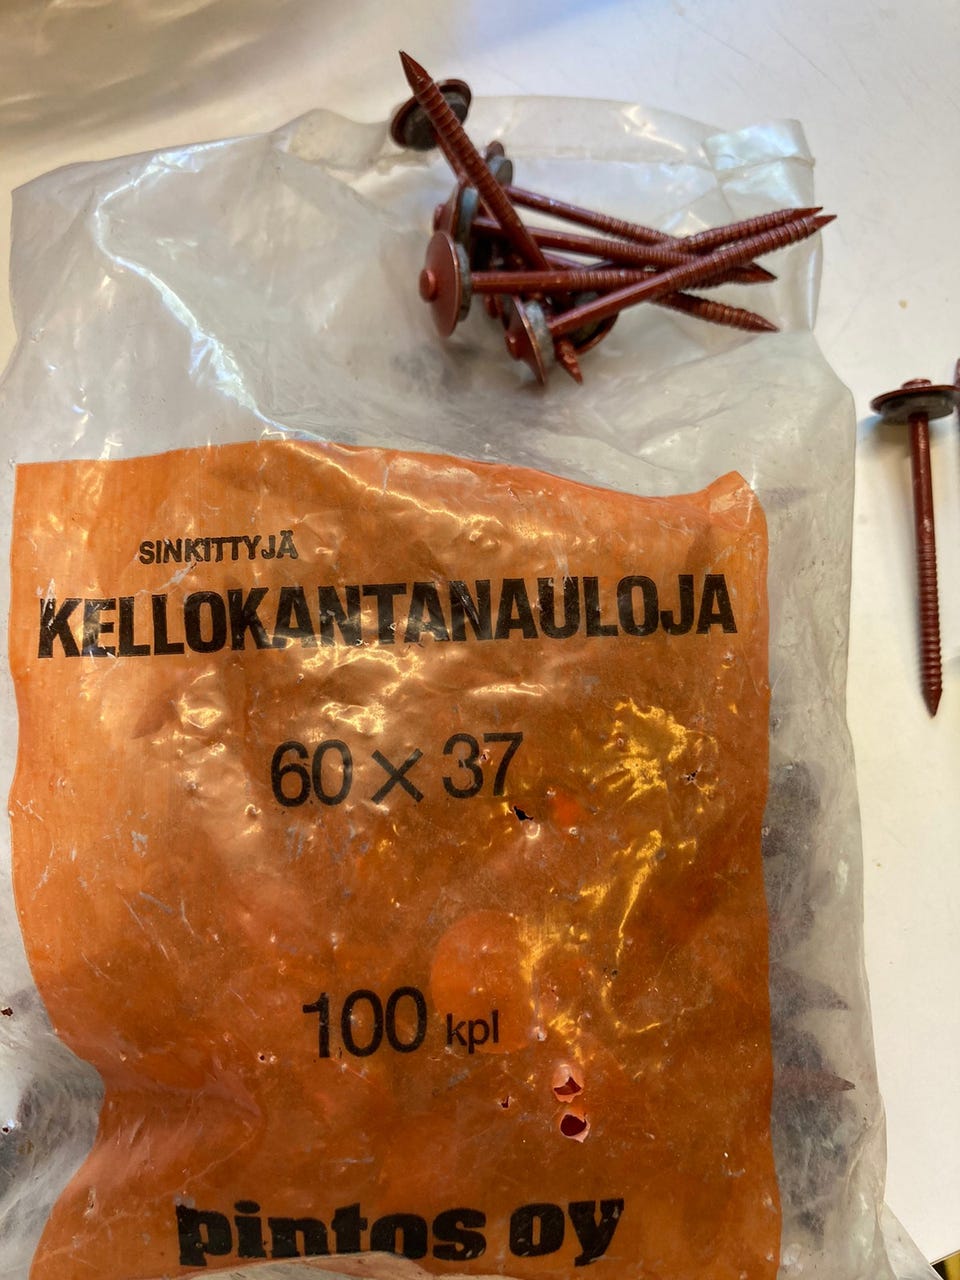 SINKITTYJÄ
KELLOKANTANAULOJA
60 × 37
100 kpl
pintos oy